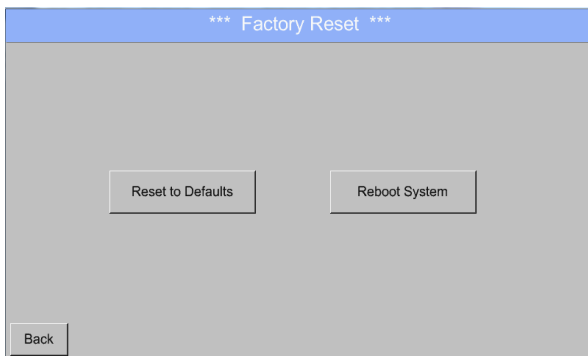 *** Factory Reset ***
Reset to Defaults
Reboot System
Back